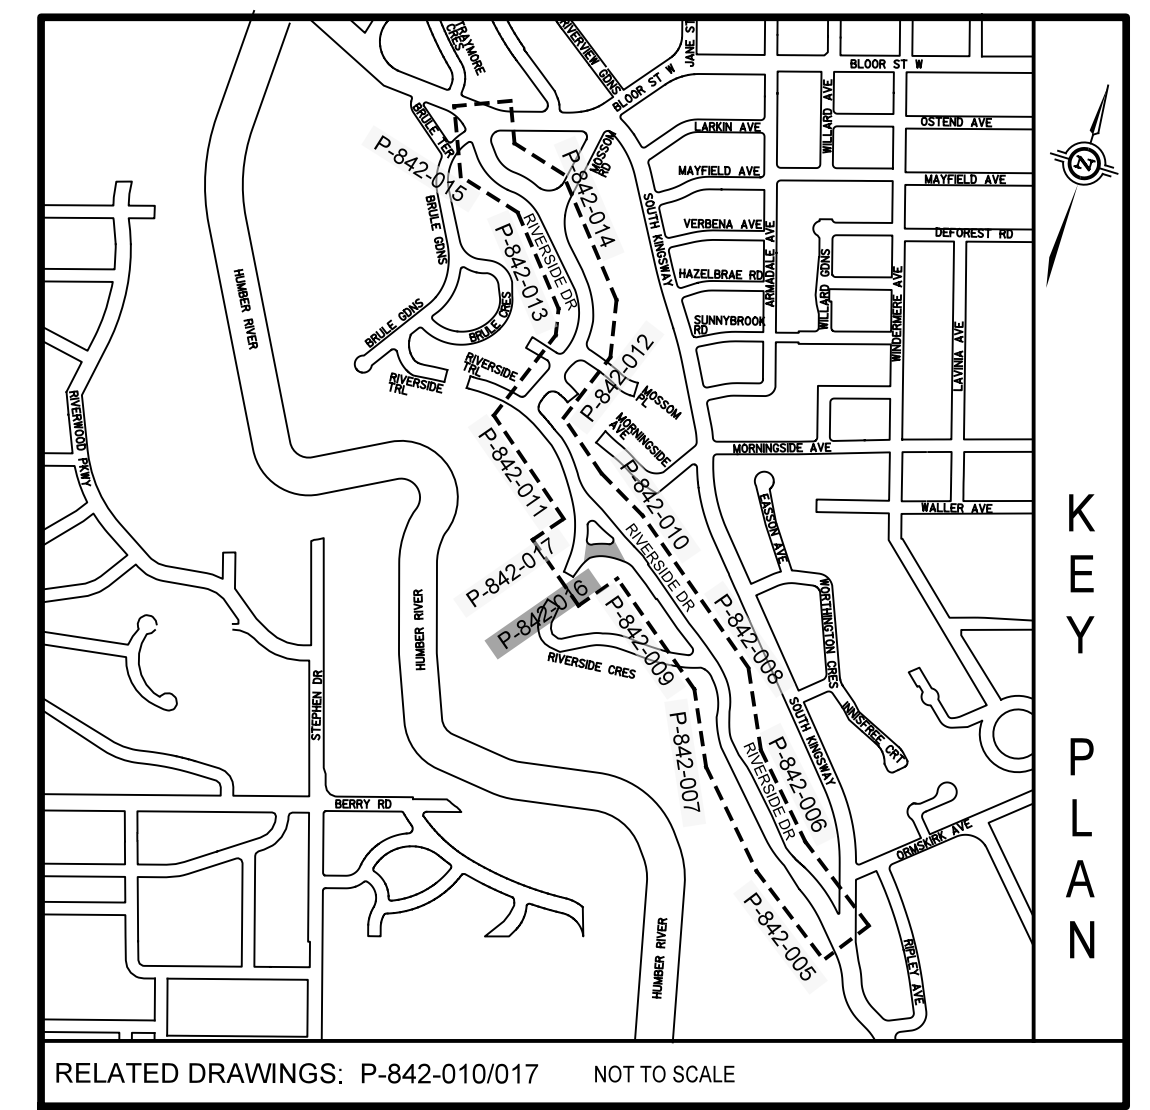 TRAYMORE
CRES
RIVERVIEW GDNS
JANE ST
BLOOR ST W
BLOOR ST W
BRULE TER
MOSSOM
RD
LARKIN AVE
WILLARD AVE
OSTEND AVE
N
P-842-015
P-842-014
MAYFIELD AVE
MAYFIELD AVE
BRULE GDNS
RIVERSIDE DR
P-842-013
SOUTH KINGSWAY
VERBENA AVE
ARMADALE AVE
DEFOREST RD
HUMBER RIVER
HAZELBRAE RD
WILLARD GDNS
WINDERMERE AVE
BRULE GDNS
BRULE CRES
SUNNYBROOK
RD
LAVINIA AVE
RIVERSIDE
TRL
RIVERSIDE
TRL
P-842-012
MOSSOM
PL
RIVERWOOD PKWY
MORNINGSIDE
AVE
MORNINGSIDE AVE
P-842-011
P-842-010
EASSON AVE
WALLER AVE
RIVERSIDE DR
P-842-017
P-842-016
P-842-009
P-842-008
WORTHINGTON CRES
HUMBER RIVER
RIVERSIDE CRES
STEPHEN DR
SOUTH KINGSWAY
INNISFREE CRT
P-842-007
RIVERSIDE DR
P-842-006
BERRY RD
ORMSKIRK AVE
P-842-005
HUMBER RIVER
RIPLEY AVE
KEY PLAN
RELATED DRAWINGS: P-842-010/017 NOT TO SCALE